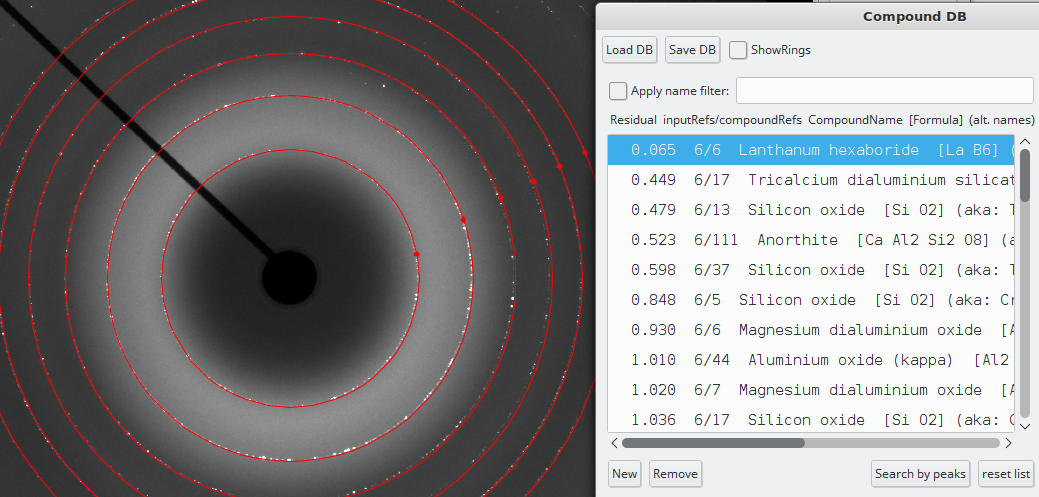 Compound DB
Load DB Save DB ShowRings
Apply name filter:
Residual inputRefs/compoundRefs CompoundName [Formula] (alt. names)
0.065 6/6 Lanthanum hexaboride [La B6] (
0.449 6/17 Tricalcium dialuminium silicat
0.479 6/13 Silicon oxide [Si O2] (aka: T
0.523 6/111 Anorthite [Ca Al2 Si2 O8] (a
0.598 6/37 Silicon oxide [Si O2] (aka: T
0.848 6/5 Silicon oxide [Si O2] (aka: Cr
0.930 6/6 Magnesium dialuminium oxide [A
1.010 6/44 Aluminium oxide (kappa) [Al2
1.020 6/7 Magnesium dialuminium oxide [A
1.036 6/17 Silicon oxide [Si O2] (aka:
New Remove Search by peaks reset list